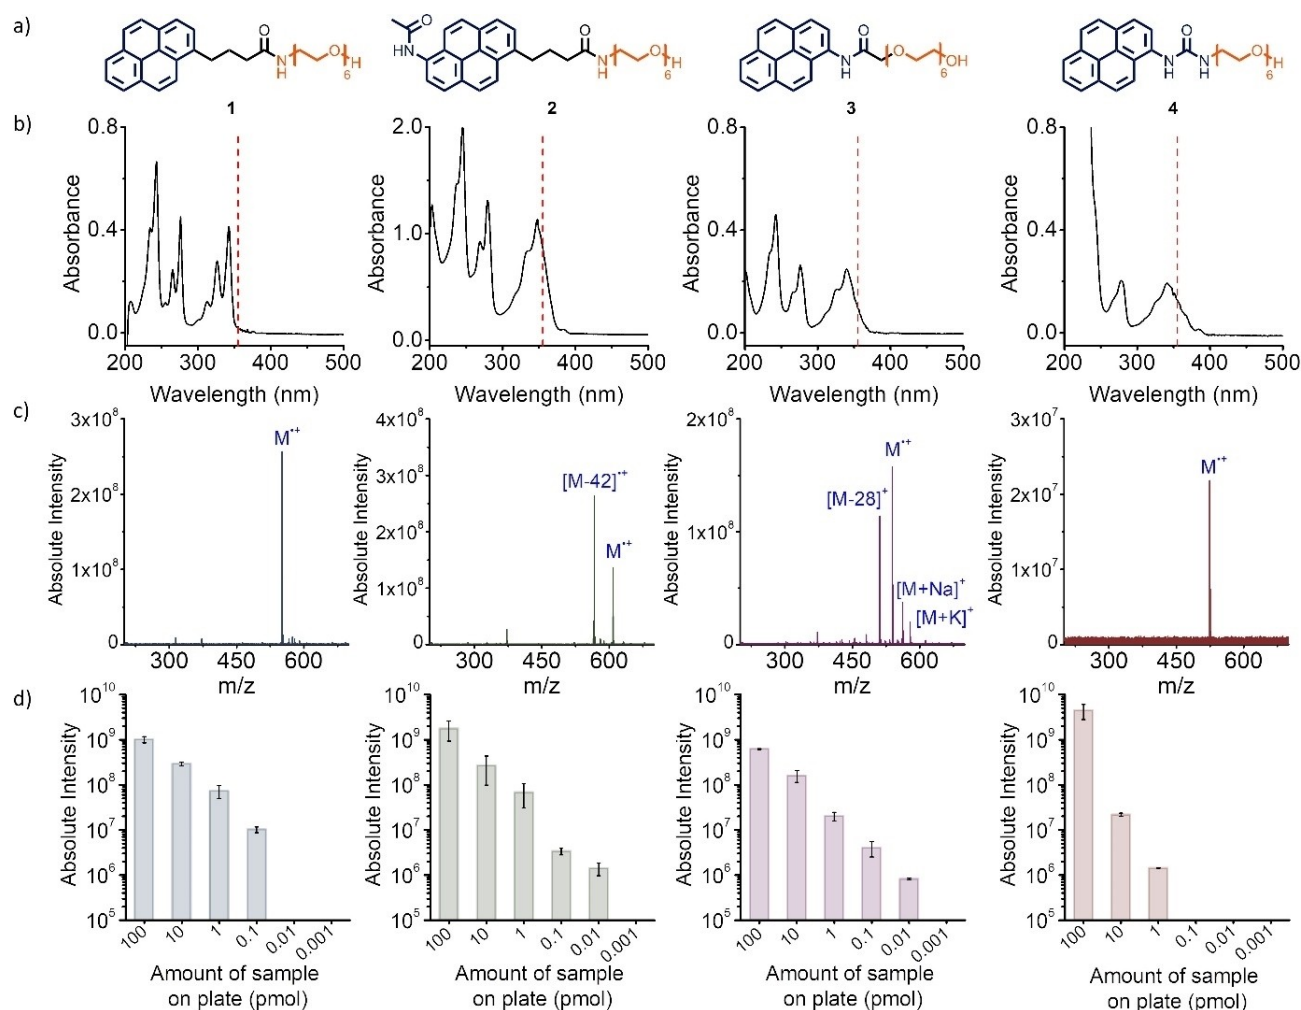 a)
O
N
H
O
H
6
1
O
HN
O
N
H
O
H
6
2
N
H
O
O
O
OH
6
3
N
H
O
N
H
O
H
6
4
b)
Absorbance
0.8
0.4
0.0
200 300 400 500
Wavelength (nm)
Absorbance
2.0
1.0
0.0
200 300 400 500
Wavelength (nm)
Absorbance
0.8
0.4
0.0
200 300 400 500
Wavelength (nm)
Absorbance
0.8
0.4
0.0
200 300 400 500
Wavelength (nm)
c)
Absolute Intensity
3x10⁸
2x10⁸
1x10⁸
0
M•+
300 450 600
m/z
Absolute Intensity
4x10⁸
3x10⁸
2x10⁸
1x10⁸
0
[M-42]•+
M•+
300 450 600
m/z
Absolute Intensity
2x10⁸
1x10⁸
0
M•+
[M-28]+
[M+Na]+
[M+K]+
300 450 600
m/z
Absolute Intensity
3x10⁷
2x10⁷
1x10⁷
0
M•+
300 450 600
m/z
d)
Absolute Intensity
10¹⁰
10⁹
10⁸
10⁷
10⁶
10⁵
100 10 1 0.1 0.01 0.001
Amount of sample
on plate (pmol)
Absolute Intensity
10¹⁰
10⁹
10⁸
10⁷
10⁶
10⁵
100 10 1 0.1 0.01 0.001
Amount of sample
on plate (pmol)
Absolute Intensity
10¹⁰
10⁹
10⁸
10⁷
10⁶
10⁵
100 10 1 0.1 0.01 0.001
Amount of sample
on plate (pmol)
Absolute Intensity
10¹⁰
10⁹
10⁸
10⁷
10⁶
10⁵
100 10 1 0.1 0.01 0.001
Amount of sample
on plate (pmol)